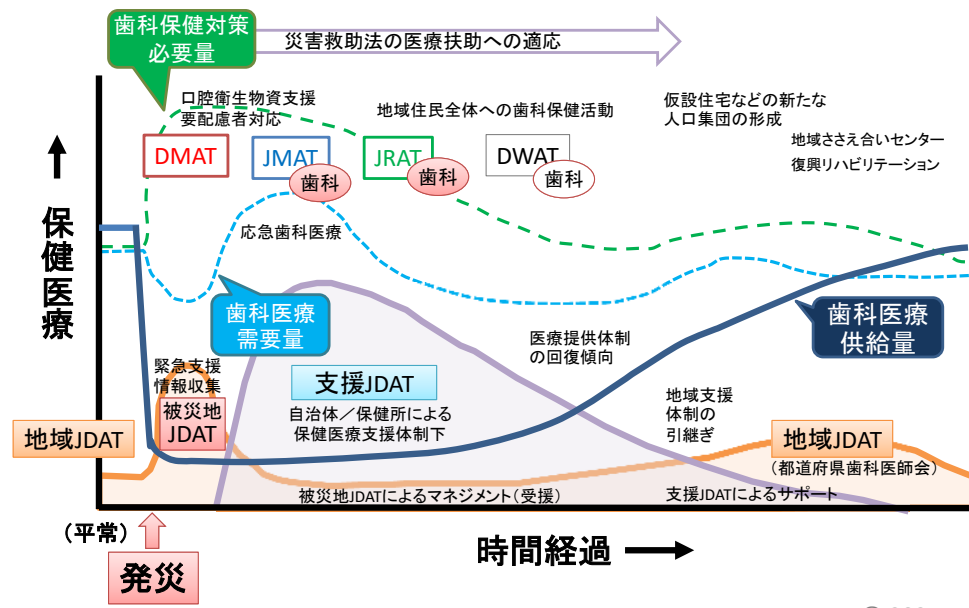 歯科保健対策
必要量
災害救助法の医療扶助への適応
口腔衛生物資支援
要配慮者対応
地域住民全体への歯科保健活動
仮設住宅などの新たな
人口集団の形成
地域ささえ合いセンター
復興リハビリテーション
DMAT
JMAT
歯科
JRAT
歯科
DWAT
歯科
保健医療
応急歯科医療
歯科医療
需要量
歯科医療
供給量
医療提供体制
の回復傾向
緊急支援
情報収集
被災地
JDAT
支援JDAT
自治体／保健所による
保健医療支援体制下
地域支援
体制の
引継ぎ
地域JDAT
地域JDAT
（都道府県歯科医師会）
被災地JDATによるマネジメント（受援）
支援JDATによるサポート
（平常）
発災
時間経過